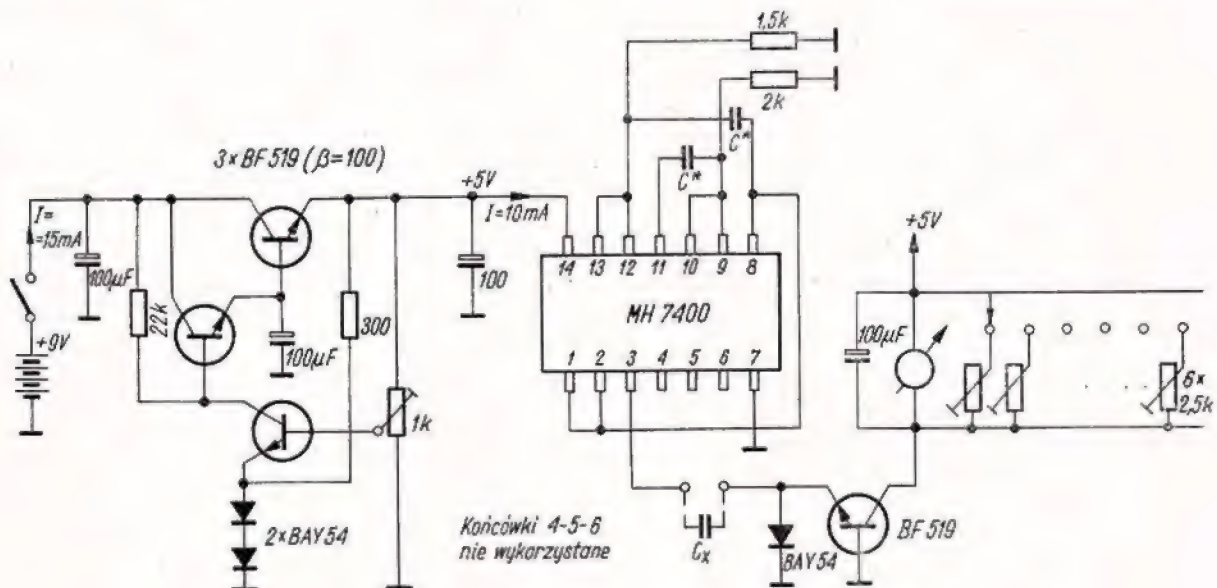 1,5k
2k
C*
C*
3×BF519 (β=100)
+5V
I=10mA
I=
=15mA
100µF
22k
100µF
300
100
1k
+9V
2×BAY54
14 13 12 11 10 9 8
MH 7400
1 2 3 4 5 6 7
Końcówki 4-5-6
nie wykorzystane
Cx
BAY54
BF519
+5V
100µF
6×
2,5k